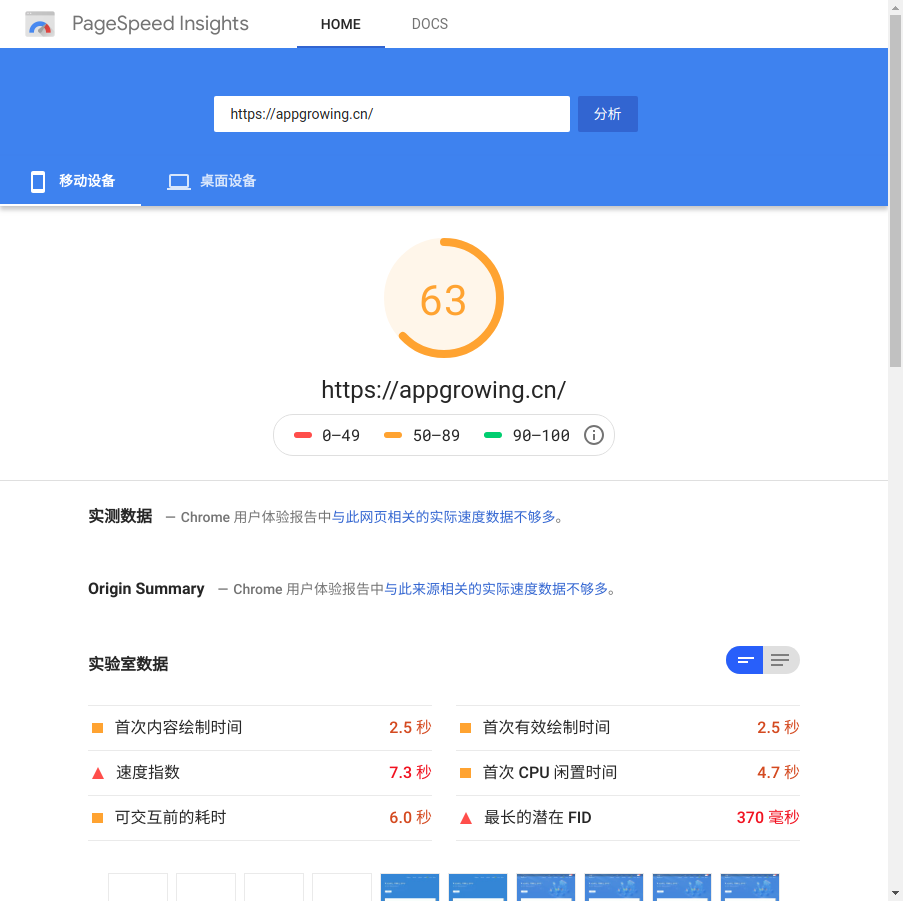 PageSpeed Insights HOME DOCS
https://appgrowing.cn/ 分析
移动设备 桌面设备
63
https://appgrowing.cn/
0–49 50–89 90–100
实测数据 — Chrome 用户体验报告中与此网页相关的实际速度数据不够多。
Origin Summary — Chrome 用户体验报告中与此来源相关的实际速度数据不够多。
实验室数据
首次内容绘制时间 2.5 秒 首次有效绘制时间 2.5 秒
速度指数 7.3 秒 首次 CPU 闲置时间 4.7 秒
可交互前的耗时 6.0 秒 最长的潜在 FID 370 毫秒